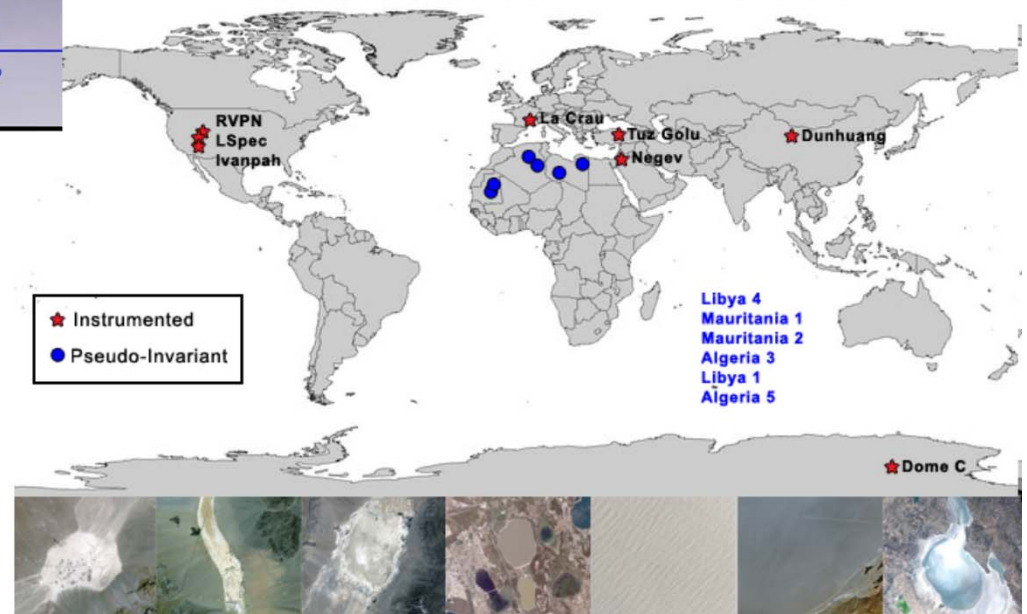 RVPN
LSpec
Ivanpah
La Crau
Tuz Golu
Dunhuang
Negev
Instrumented
Pseudo-Invariant
Libya 4
Mauritania 1
Mauritania 2
Algeria 3
Libya 1
Algeria 5
Dome C